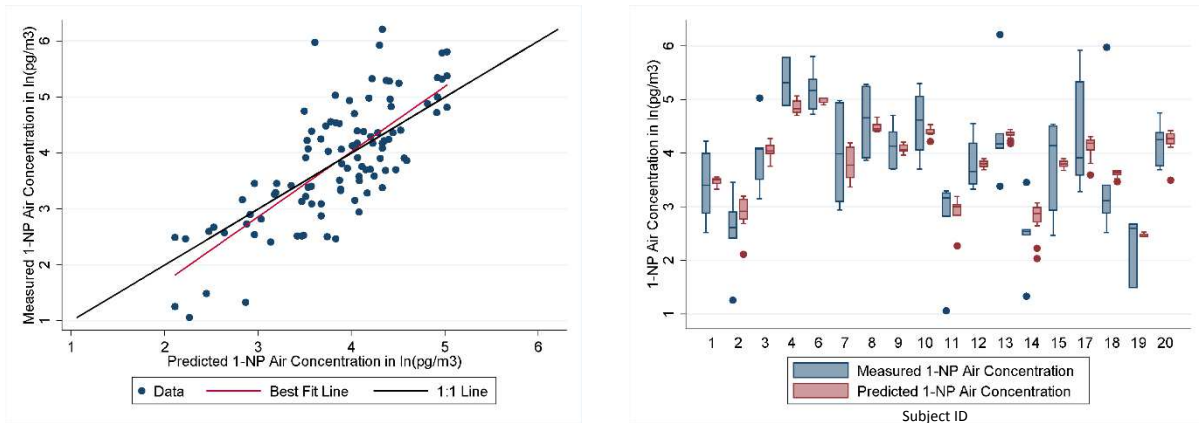 Measured 1-NP Air Concentration in ln(pg/m3)
6
5
4
3
2
1
1 2 3 4 5 6
Predicted 1-NP Air Concentration in ln(pg/m3)
Data Best Fit Line 1:1 Line
1-NP Air Concentration in ln(pg/m3)
6
5
4
3
2
1
1 2 3 4 6 7 8 9 10 11 12 13 14 15 17 18 19 20
Measured 1-NP Air Concentration
Predicted 1-NP Air Concentration
Subject ID